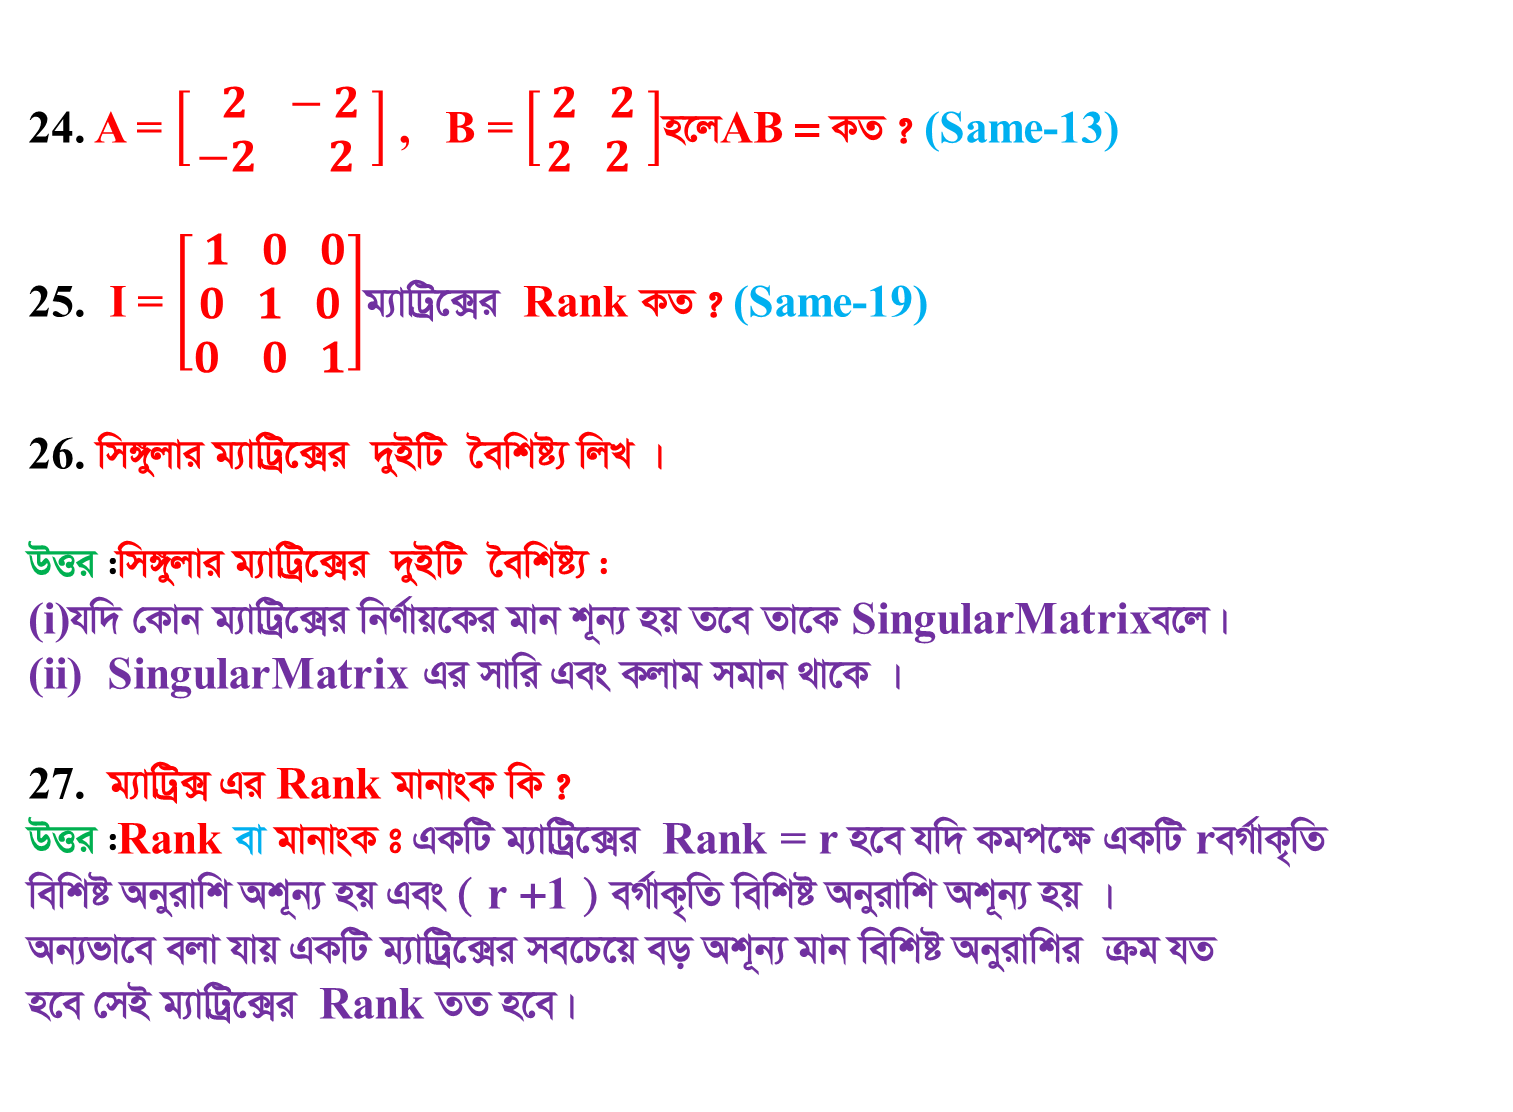 24. A = [ 2 − 2 −2 2 ] , B = [ 2 2 2 2 ]হলেAB = কত ? (Same-13)
25. I = [ 1 0 0 0 1 0 0 0 1 ]ম্যাট্রিক্সের Rank কত ? (Same-19)
26. সিঙ্গুলার ম্যাট্রিক্সের দুইটি বৈশিষ্ট্য লিখ ।
উত্তর :সিঙ্গুলার ম্যাট্রিক্সের দুইটি বৈশিষ্ট্য :
(i)যদি কোন ম্যাট্রিক্সের নির্ণায়কের মান শূন্য হয় তবে তাকে SingularMatrixবলে।
(ii) SingularMatrix এর সারি এবং কলাম সমান থাকে ।
27. ম্যাট্রিক্স এর Rank মানাংক কি ?
উত্তর :Rank বা মানাংক ঃ একটি ম্যাট্রিক্সের Rank = r হবে যদি কমপক্ষে একটি rবর্গাকৃতি
বিশিষ্ট অনুরাশি অশূন্য হয় এবং ( r +1 ) বর্গাকৃতি বিশিষ্ট অনুরাশি অশূন্য হয় ।
অন্যভাবে বলা যায় একটি ম্যাট্রিক্সের সবচেয়ে বড় অশূন্য মান বিশিষ্ট অনুরাশির ক্রম যত
হবে সেই ম্যাট্রিক্সের Rank তত হবে।